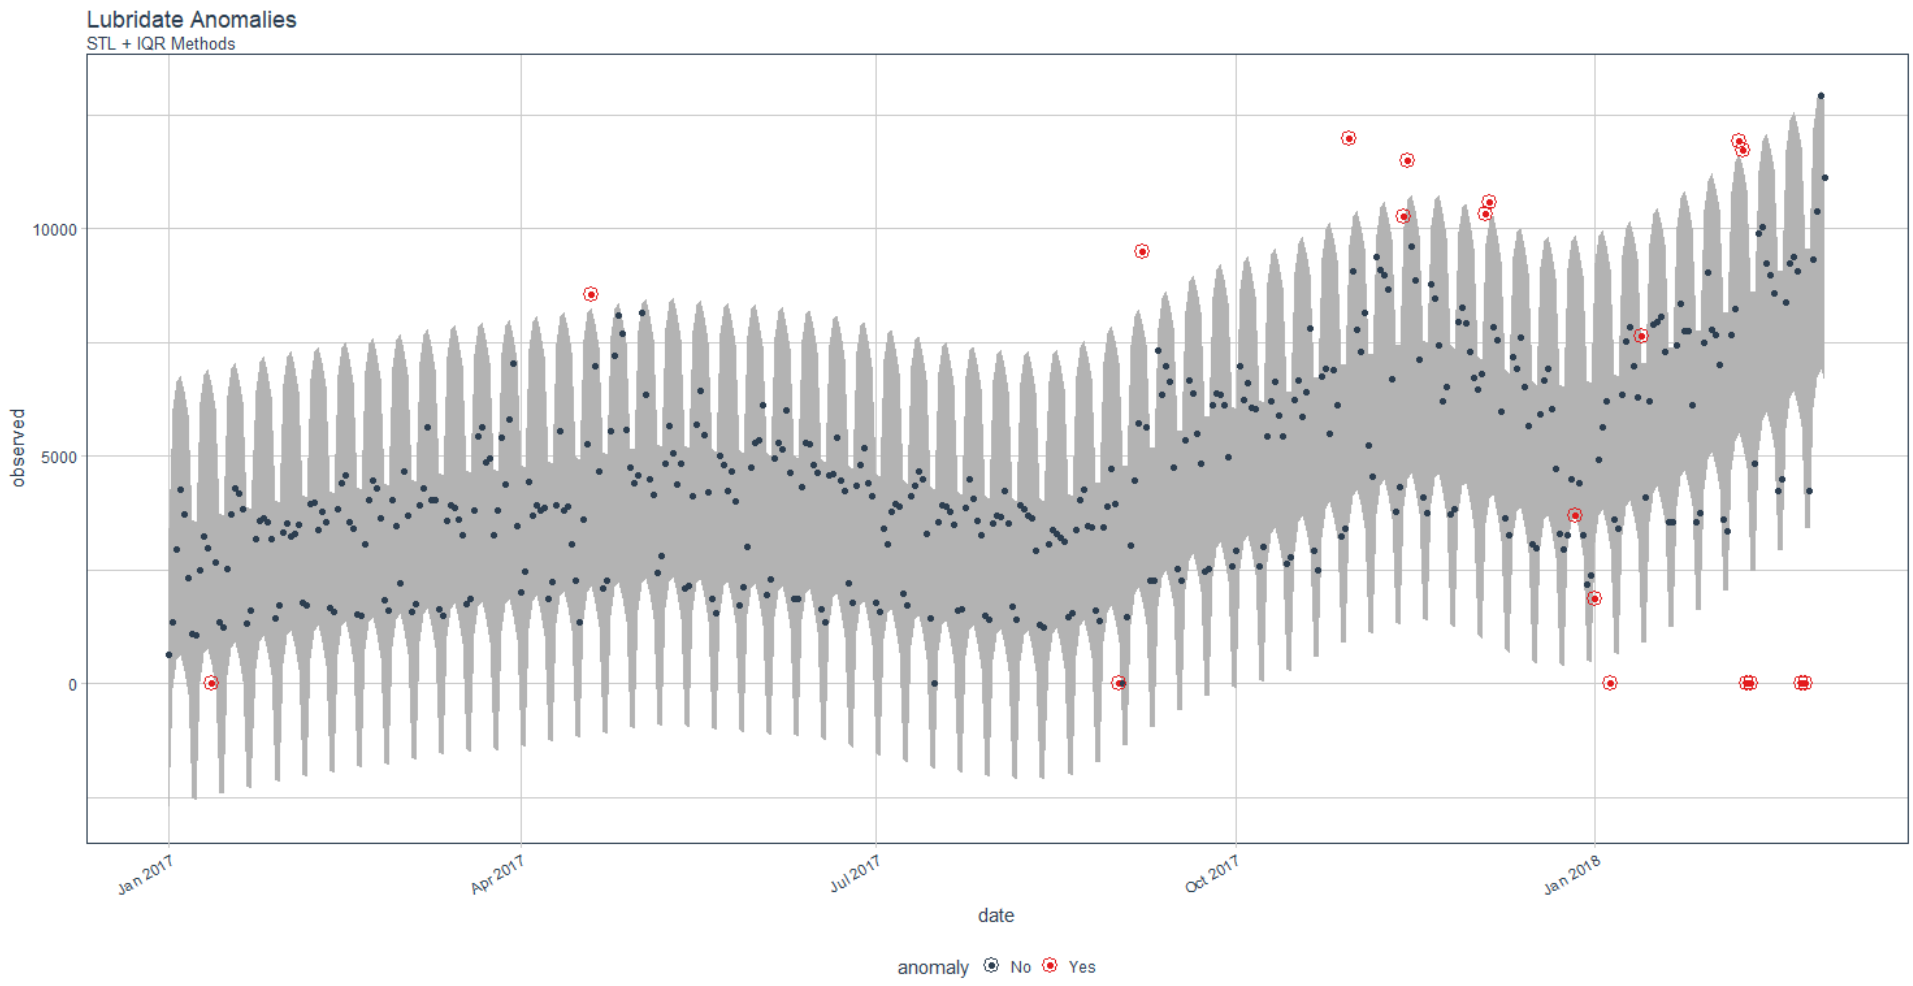 Lubridate Anomalies
STL + IQR Methods
observed
10000
5000
0
Jan 2017
Apr 2017
Jul 2017
Oct 2017
Jan 2018
date
anomaly No Yes